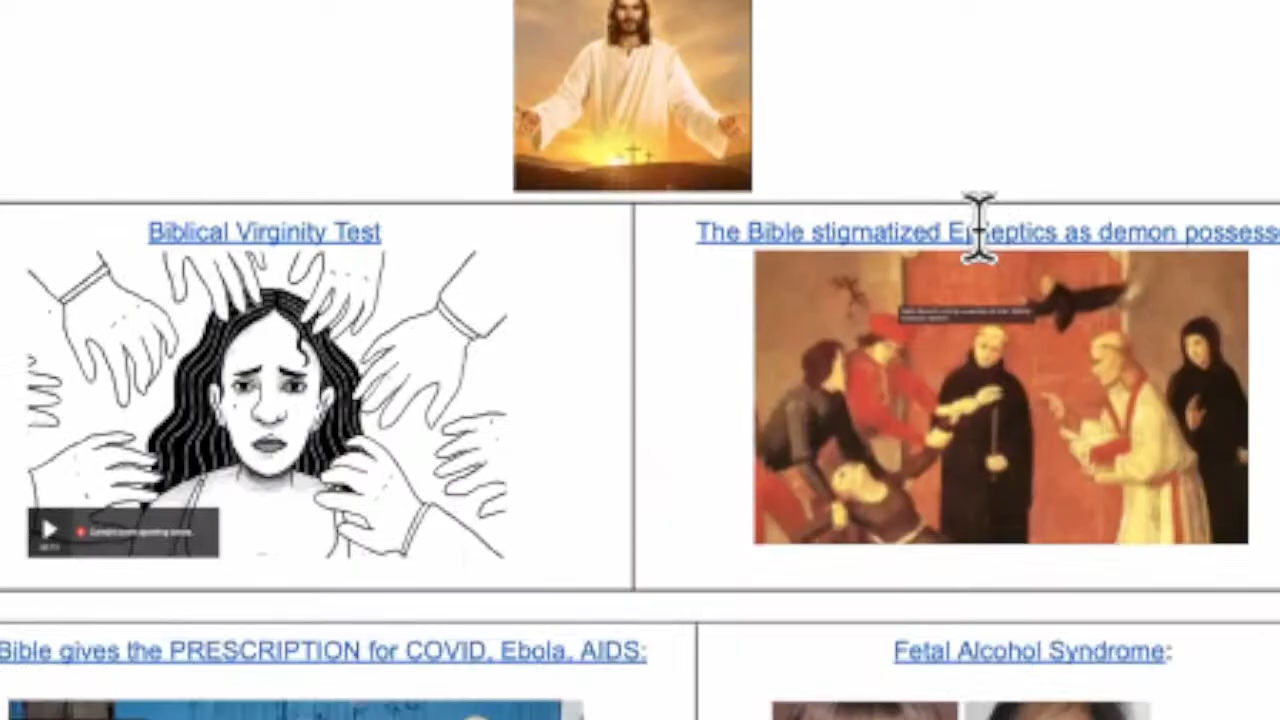 Biblical Virginity Test
The Bible stigmatized Epileptics as demon possess
Bible gives the PRESCRIPTION for COVID, Ebola, AIDS:
Fetal Alcohol Syndrome: